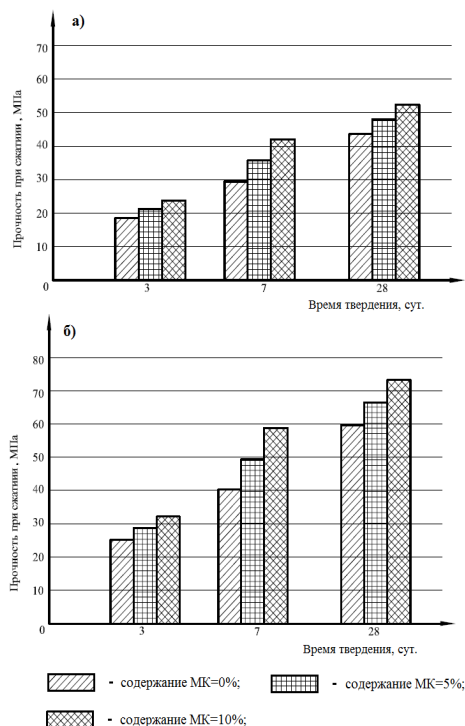 а)
Прочность при сжатиии , МПа
70
60
50
40
30
20
10
0
3
7
28
Время твердения, сут.
б)
Прочность при сжатиии , МПа
80
70
60
50
40
30
20
10
0
3
7
28
Время твердения, сут.
- содержание МК=0%;
- содержание МК=5%;
- содержание МК=10%;